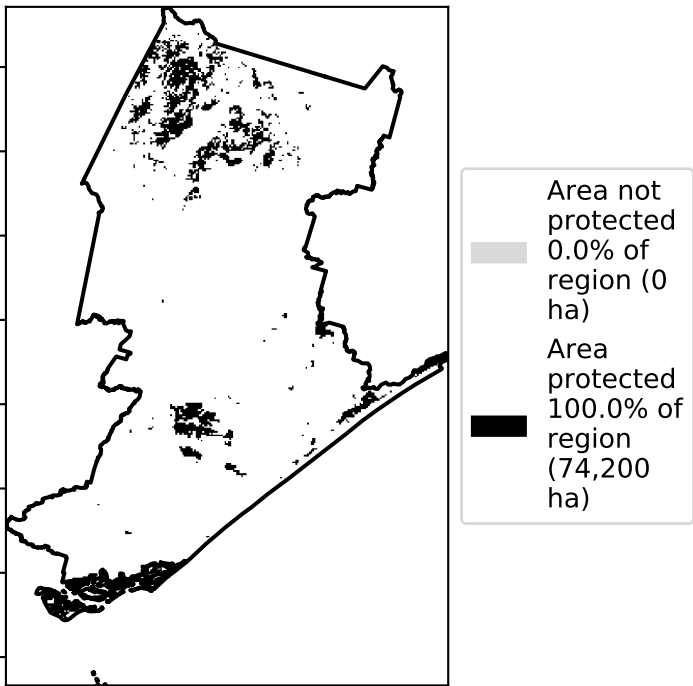 Area not
protected
0.0% of
region (0
ha)
Area
protected
100.0% of
region
(74,200
ha)